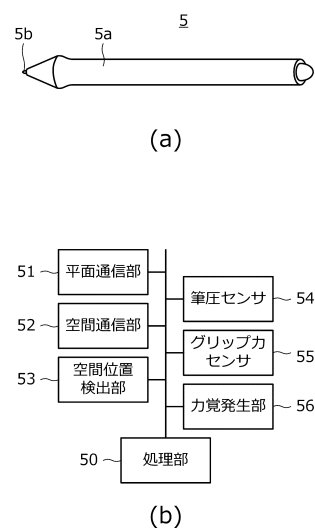 5
5b
5a
(a)
51
平面通信部
52
空間通信部
53
空間位置
検出部
筆圧センサ
54
グリップ力
センサ
55
力覚発生部
56
50
処理部
(b)